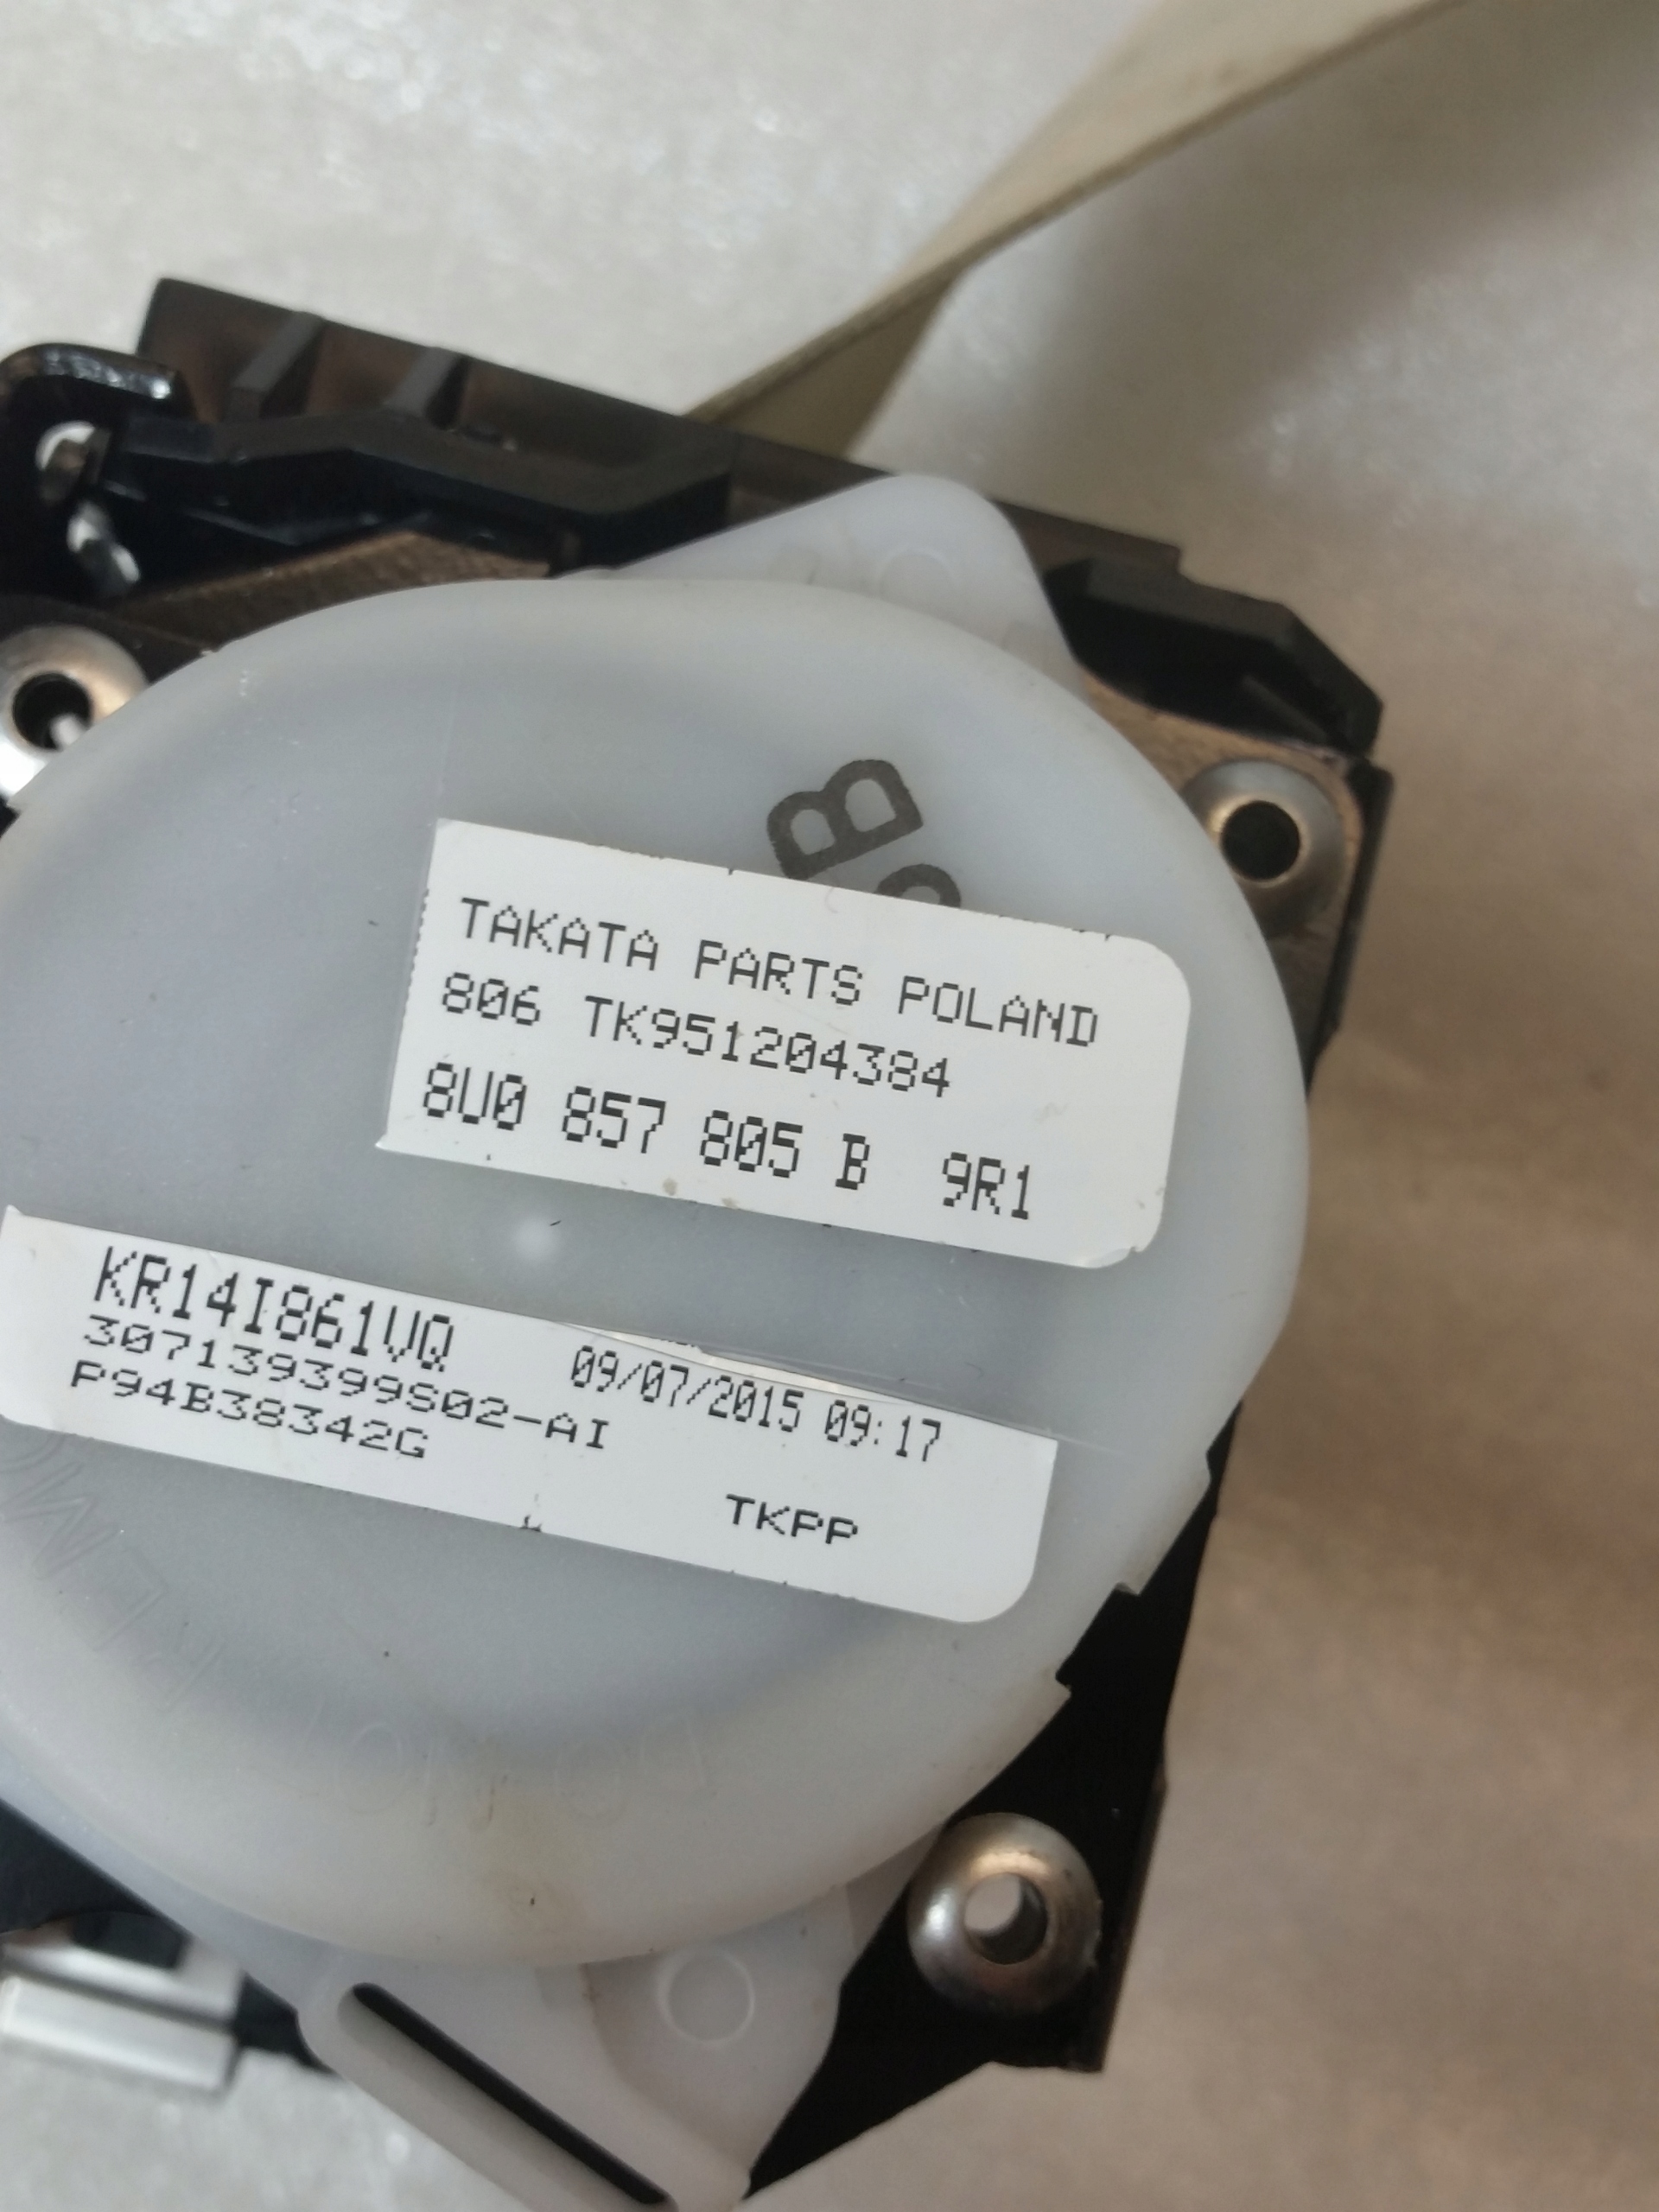 B
TAKATA PARTS POLAND
806 TK951204384
8U0 857 805 B 9R1
KR14I861VQ
09/07/2015 09:17
307139399S02-AI
P94B38342G
TKPP